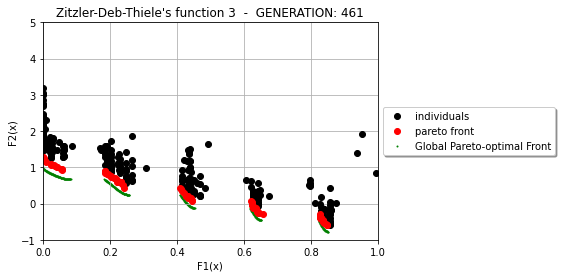 Zitzler-Deb-Thiele's function 3 - GENERATION: 461
F2(x)
5
4
3
2
1
0
−1
0.0 0.2 0.4 0.6 0.8 1.0
F1(x)
individuals
pareto front
Global Pareto-optimal Front